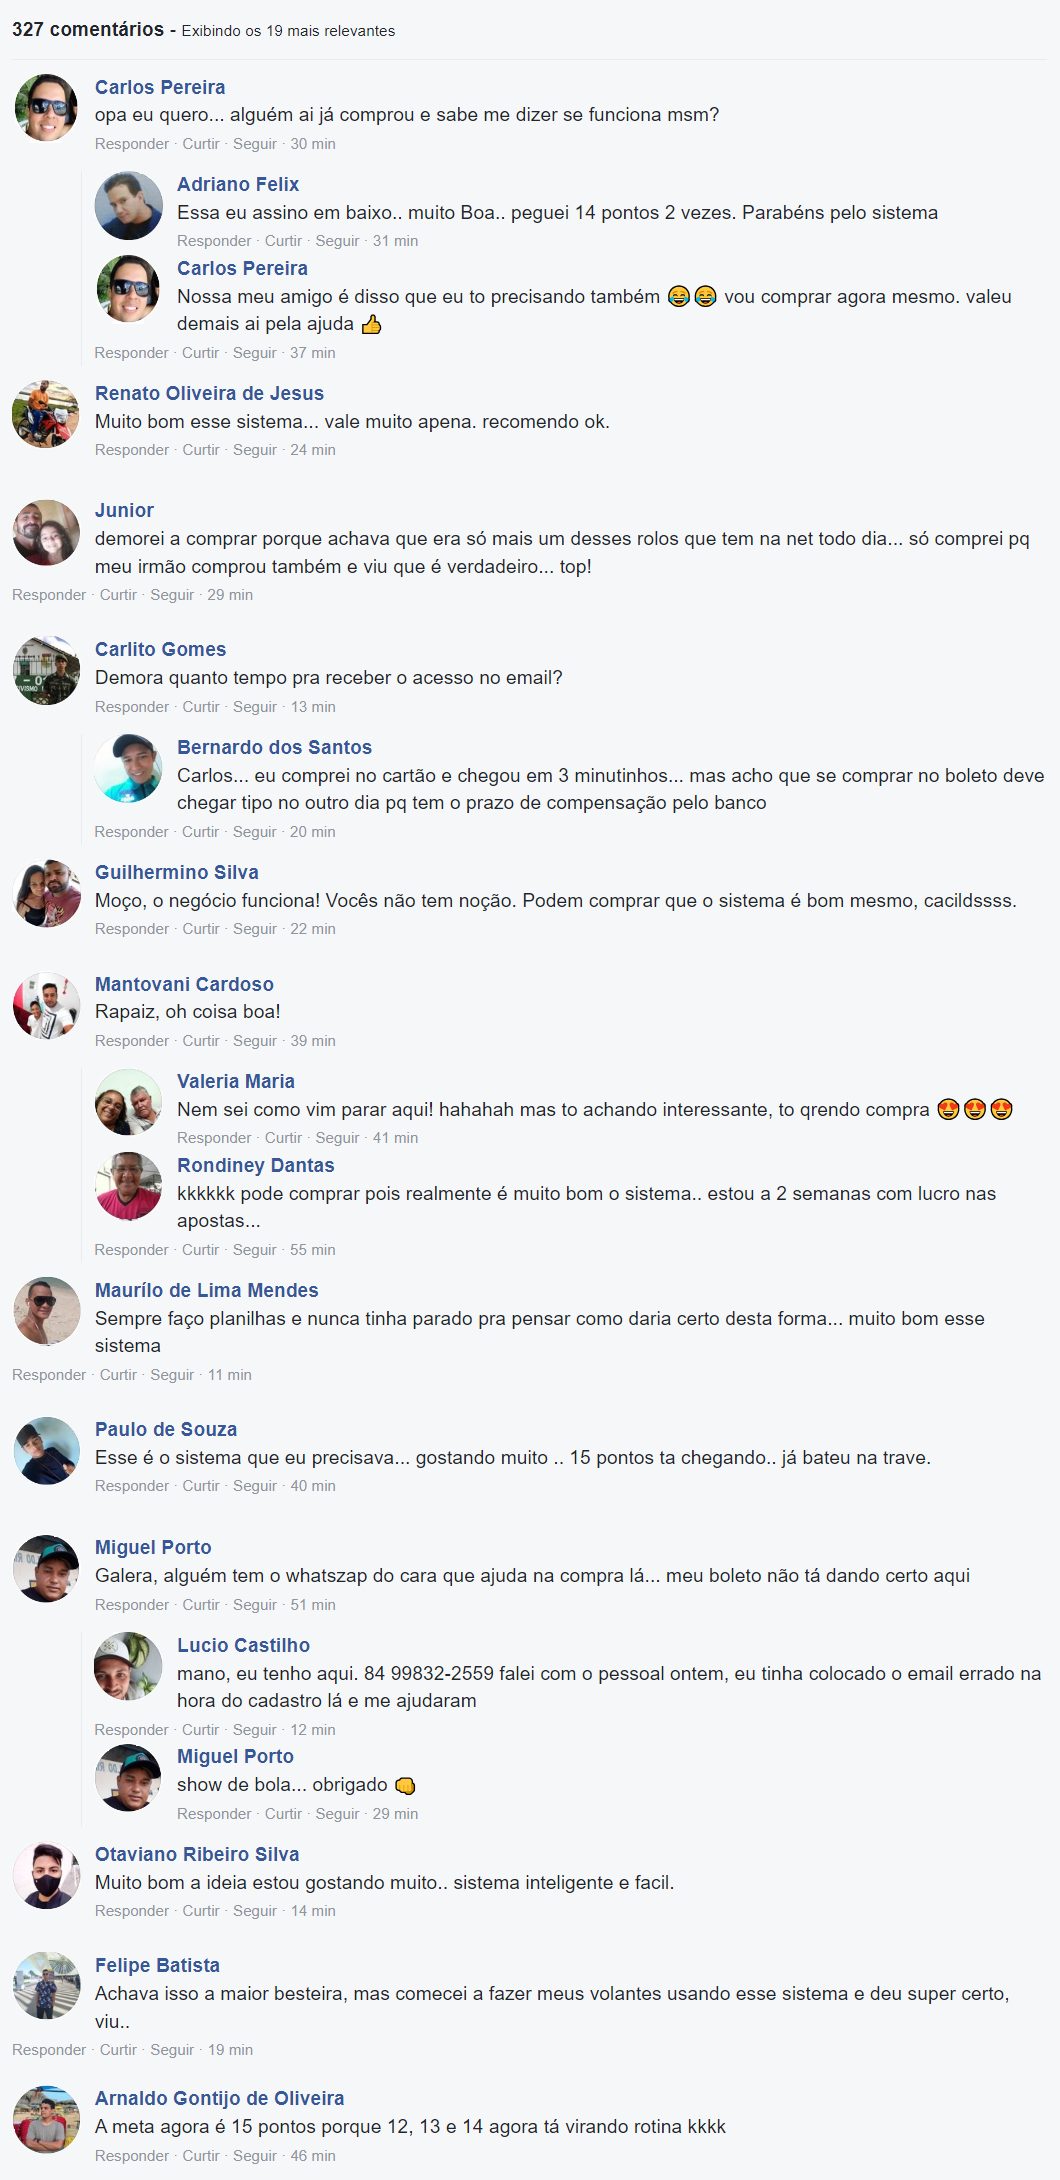 327 comentários - Exibindo os 19 mais relevantes
Carlos Pereira
opa eu quero... alguém ai já comprou e sabe me dizer se funciona msm?
Responder · Curtir · Seguir · 30 min
Adriano Felix
Essa eu assino em baixo.. muito Boa.. peguei 14 pontos 2 vezes. Parabéns pelo sistema
Responder · Curtir · Seguir · 31 min
Carlos Pereira
Nossa meu amigo é disso que eu to precisando também 😂😂 vou comprar agora mesmo. valeu
demais ai pela ajuda 👍
Responder · Curtir · Seguir · 37 min
Renato Oliveira de Jesus
Muito bom esse sistema... vale muito apena. recomendo ok.
Responder · Curtir · Seguir · 24 min
Junior
demorei a comprar porque achava que era só mais um desses rolos que tem na net todo dia... só comprei pq
meu irmão comprou também e viu que é verdadeiro... top!
Responder · Curtir · Seguir · 29 min
Carlito Gomes
Demora quanto tempo pra receber o acesso no email?
Responder · Curtir · Seguir · 13 min
Bernardo dos Santos
Carlos... eu comprei no cartão e chegou em 3 minutinhos... mas acho que se comprar no boleto deve
chegar tipo no outro dia pq tem o prazo de compensação pelo banco
Responder · Curtir · Seguir · 20 min
Guilhermino Silva
Moço, o negócio funciona! Vocês não tem noção. Podem comprar que o sistema é bom mesmo, cacildssss.
Responder · Curtir · Seguir · 22 min
Mantovani Cardoso
Rapaiz, oh coisa boa!
Responder · Curtir · Seguir · 39 min
Valeria Maria
Nem sei como vim parar aqui! hahahah mas to achando interessante, to qrendo compra 😍😍😍
Responder · Curtir · Seguir · 41 min
Rondiney Dantas
kkkkkk pode comprar pois realmente é muito bom o sistema.. estou a 2 semanas com lucro nas
apostas...
Responder · Curtir · Seguir · 55 min
Maurílo de Lima Mendes
Sempre faço planilhas e nunca tinha parado pra pensar como daria certo desta forma... muito bom esse
sistema
Responder · Curtir · Seguir · 11 min
Paulo de Souza
Esse é o sistema que eu precisava... gostando muito .. 15 pontos ta chegando.. já bateu na trave.
Responder · Curtir · Seguir · 40 min
Miguel Porto
Galera, alguém tem o whatszap do cara que ajuda na compra lá... meu boleto não tá dando certo aqui
Responder · Curtir · Seguir · 51 min
Lucio Castilho
mano, eu tenho aqui. 84 99832-2559 falei com o pessoal ontem, eu tinha colocado o email errado na
hora do cadastro lá e me ajudaram
Responder · Curtir · Seguir · 12 min
Miguel Porto
show de bola... obrigado 👊
Responder · Curtir · Seguir · 29 min
Otaviano Ribeiro Silva
Muito bom a ideia estou gostando muito.. sistema inteligente e facil.
Responder · Curtir · Seguir · 14 min
Felipe Batista
Achava isso a maior besteira, mas comecei a fazer meus volantes usando esse sistema e deu super certo,
viu..
Responder · Curtir · Seguir · 19 min
Arnaldo Gontijo de Oliveira
A meta agora é 15 pontos porque 12, 13 e 14 agora tá virando rotina kkkk
Responder · Curtir · Seguir · 46 min